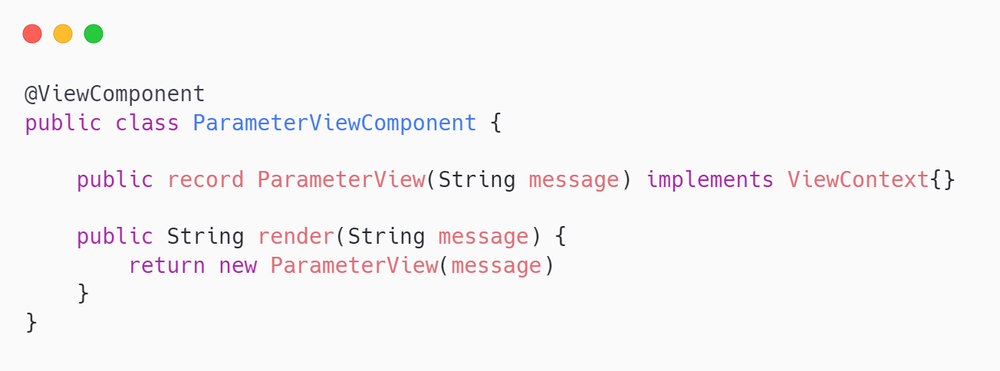 @ViewComponent
public class ParameterViewComponent {
    public record ParameterView(String message) implements ViewContext{}
    public String render(String message) {
        return new ParameterView(message)
    }
}